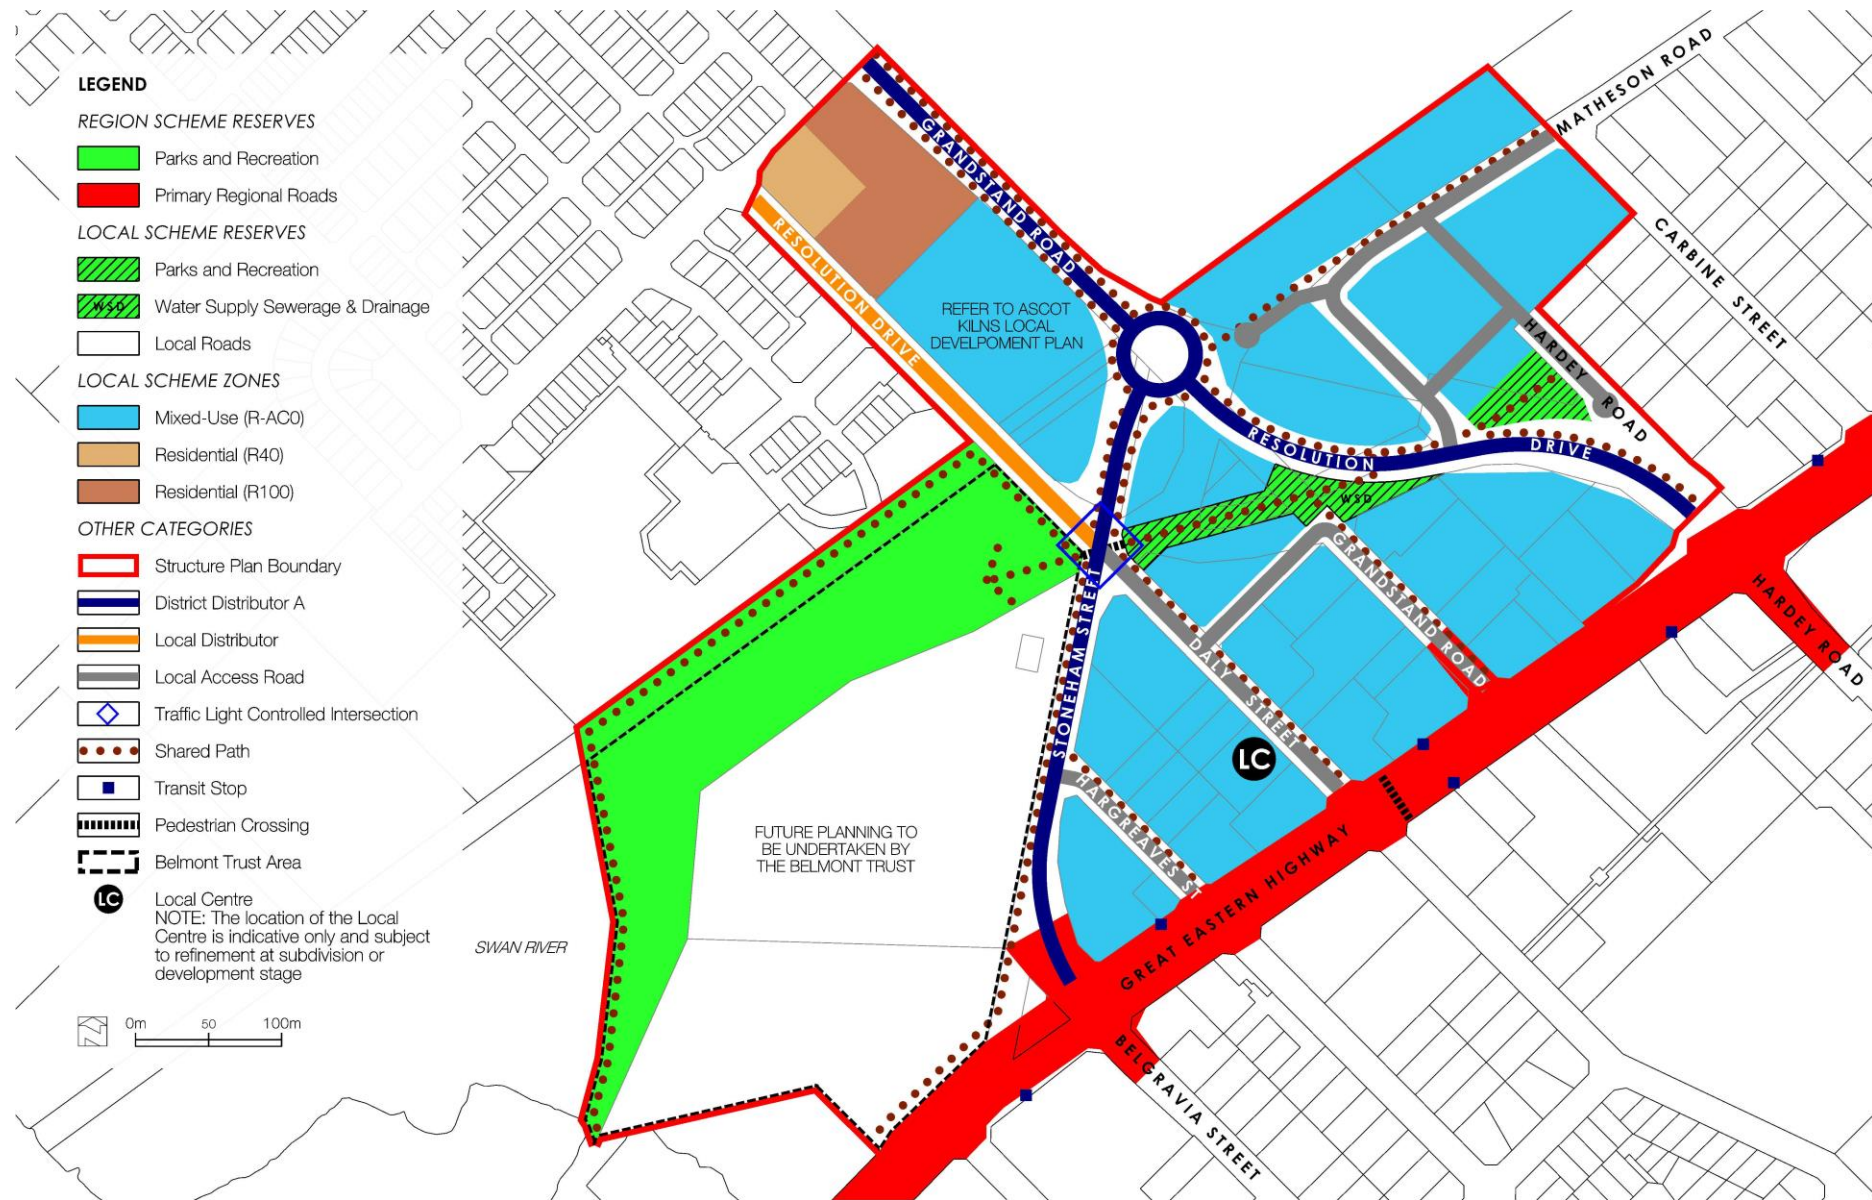 LEGEND
REGION SCHEME RESERVES
Parks and Recreation
Primary Regional Roads
LOCAL SCHEME RESERVES
Parks and Recreation
WSD
Water Supply Sewerage & Drainage
Local Roads
LOCAL SCHEME ZONES
Mixed-Use (R-AC0)
Residential (R40)
Residential (R100)
OTHER CATEGORIES
Structure Plan Boundary
District Distributor A
Local Distributor
Local Access Road
Traffic Light Controlled Intersection
Shared Path
Transit Stop
Pedestrian Crossing
Belmont Trust Area
LC
Local Centre
NOTE: The location of the Local
Centre is indicative only and subject
to refinement at subdivision or
development stage
0m 50 100m
MATHESON ROAD
GRANDSTAND ROAD
CARBINE STREET
RESOLUTION DRIVE
REFER TO ASCOT
KILNS LOCAL
DEVELPOMENT PLAN
HARDEY ROAD
RESOLUTION DRIVE
WSD
GRANDSTAND ROAD
HARDEY ROAD
STONEHAM STREET
DALY STREET
LC
HARGREAVES ST
FUTURE PLANNING TO
BE UNDERTAKEN BY
THE BELMONT TRUST
GREAT EASTERN HIGHWAY
SWAN RIVER
BELGRAVIA STREET